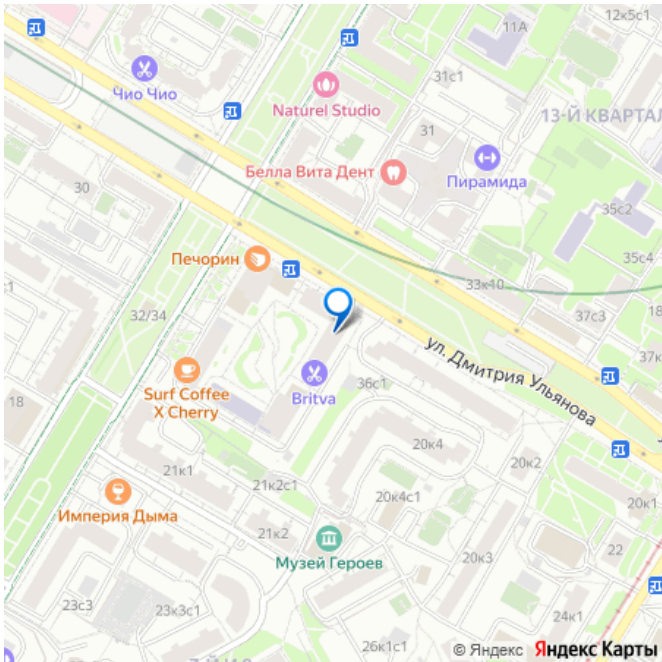 12к5с1
11А
31с1
Чио Чио
Naturel Studio
13-Й КВАРТАЛ
31
Белла Вита Дент
Пирамида
30
35с2
Печорин
35с4
33к10
32/34
37с3
ул. Дмитрия Ульянова
37к
Surf Coffee
X Cherry
Britva
36с1
18
20к4
20к2
21к1
21к2с1
20к4с1
20к1
Империя Дыма
21к2
Музей Героев
20к3
22
23с3
23к3с1
24к1
26к1с1
© Яндекс Яндекс Карты